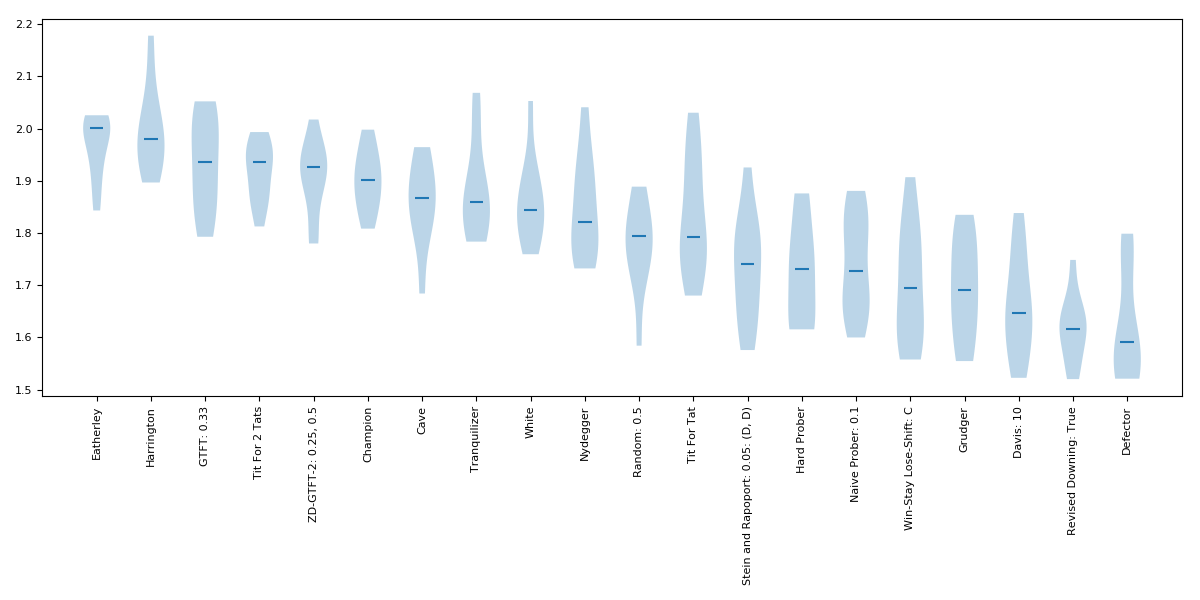 2.2
2.1
2.0
1.9
1.8
1.7
1.6
1.5
Eatherley
Harrington
GTFT: 0.33
Tit For 2 Tats
ZD-GTFT-2: 0.25, 0.5
Champion
Cave
Tranquilizer
White
Nydegger
Random: 0.5
Tit For Tat
Stein and Rapoport: 0.05: (D, D)
Hard Prober
Naive Prober: 0.1
Win-Stay Lose-Shift: C
Grudger
Davis: 10
Revised Downing: True
Defector